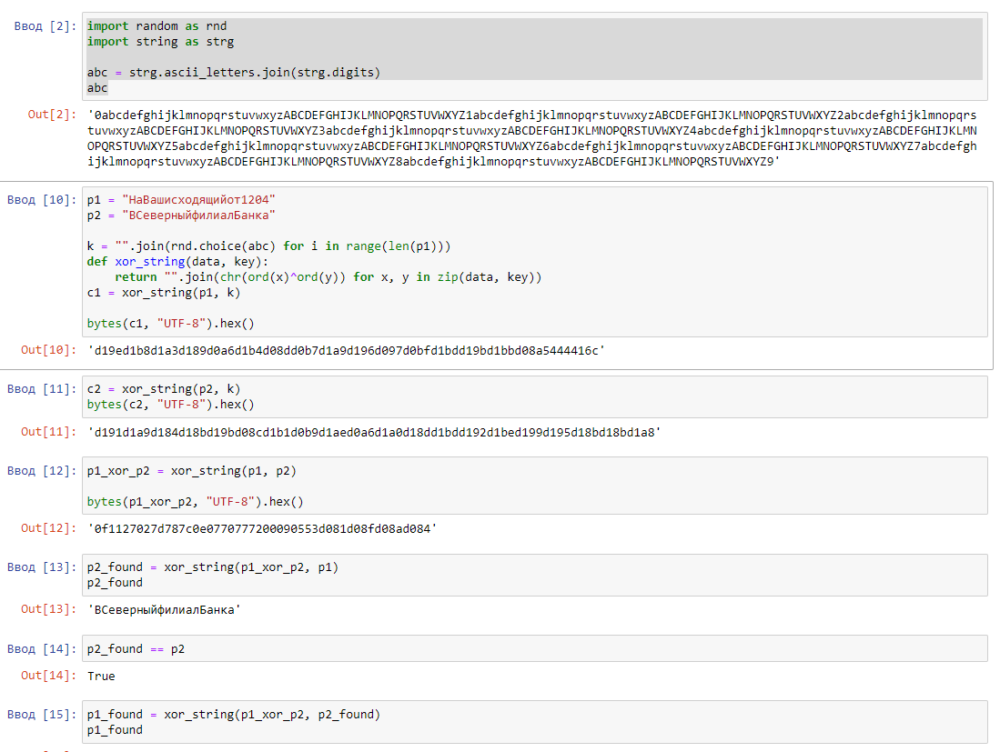 Ввод [2]: import random as rnd
import string as strg
abc = strg.ascii_letters.join(strg.digits)
abc
Out[2]: '0abcdefghijklmnopqrstuvwxyzABCDEFGHIJKLMNOPQRSTUVWXYZ1abcdefghijklmnopqrstuvwxyzABCDEFGHIJKLMNOPQRSTUVWXYZ2abcdefghijklmnopqrs
tuvwxyzABCDEFGHIJKLMNOPQRSTUVWXYZ3abcdefghijklmnopqrstuvwxyzABCDEFGHIJKLMNOPQRSTUVWXYZ4abcdefghijklmnopqrstuvwxyzABCDEFGHIJKLMN
OPQRSTUVWXYZ5abcdefghijklmnopqrstuvwxyzABCDEFGHIJKLMNOPQRSTUVWXYZ6abcdefghijklmnopqrstuvwxyzABCDEFGHIJKLMNOPQRSTUVWXYZ7abcdefgh
ijklmnopqrstuvwxyzABCDEFGHIJKLMNOPQRSTUVWXYZ8abcdefghijklmnopqrstuvwxyzABCDEFGHIJKLMNOPQRSTUVWXYZ9'
Ввод [10]: p1 = "НаВашисходящийот1204"
p2 = "ВСеверныйфилиалБанка"
k = "".join(rnd.choice(abc) for i in range(len(p1)))
def xor_string(data, key):
return "".join(chr(ord(x)^ord(y)) for x, y in zip(data, key))
c1 = xor_string(p1, k)
bytes(c1, "UTF-8").hex()
Out[10]: 'd19ed1b8d1a3d189d0a6d1b4d08dd0b7d1a9d196d097d0bfd1bdd19bd1bbd08a5444416c'
Ввод [11]: c2 = xor_string(p2, k)
bytes(c2, "UTF-8").hex()
Out[11]: 'd191d1a9d184d18bd19bd08cd1b1d0b9d1aed0a6d1a0d18dd1bdd192d1bed199d195d18bd18bd1a8'
Ввод [12]: p1_xor_p2 = xor_string(p1, p2)
bytes(p1_xor_p2, "UTF-8").hex()
Out[12]: '0f1127027d787c0e0770777200090553d081d08fd08ad084'
Ввод [13]: p2_found = xor_string(p1_xor_p2, p1)
p2_found
Out[13]: 'ВСеверныйфилиалБанка'
Ввод [14]: p2_found == p2
Out[14]: True
Ввод [15]: p1_found = xor_string(p1_xor_p2, p2_found)
p1_found